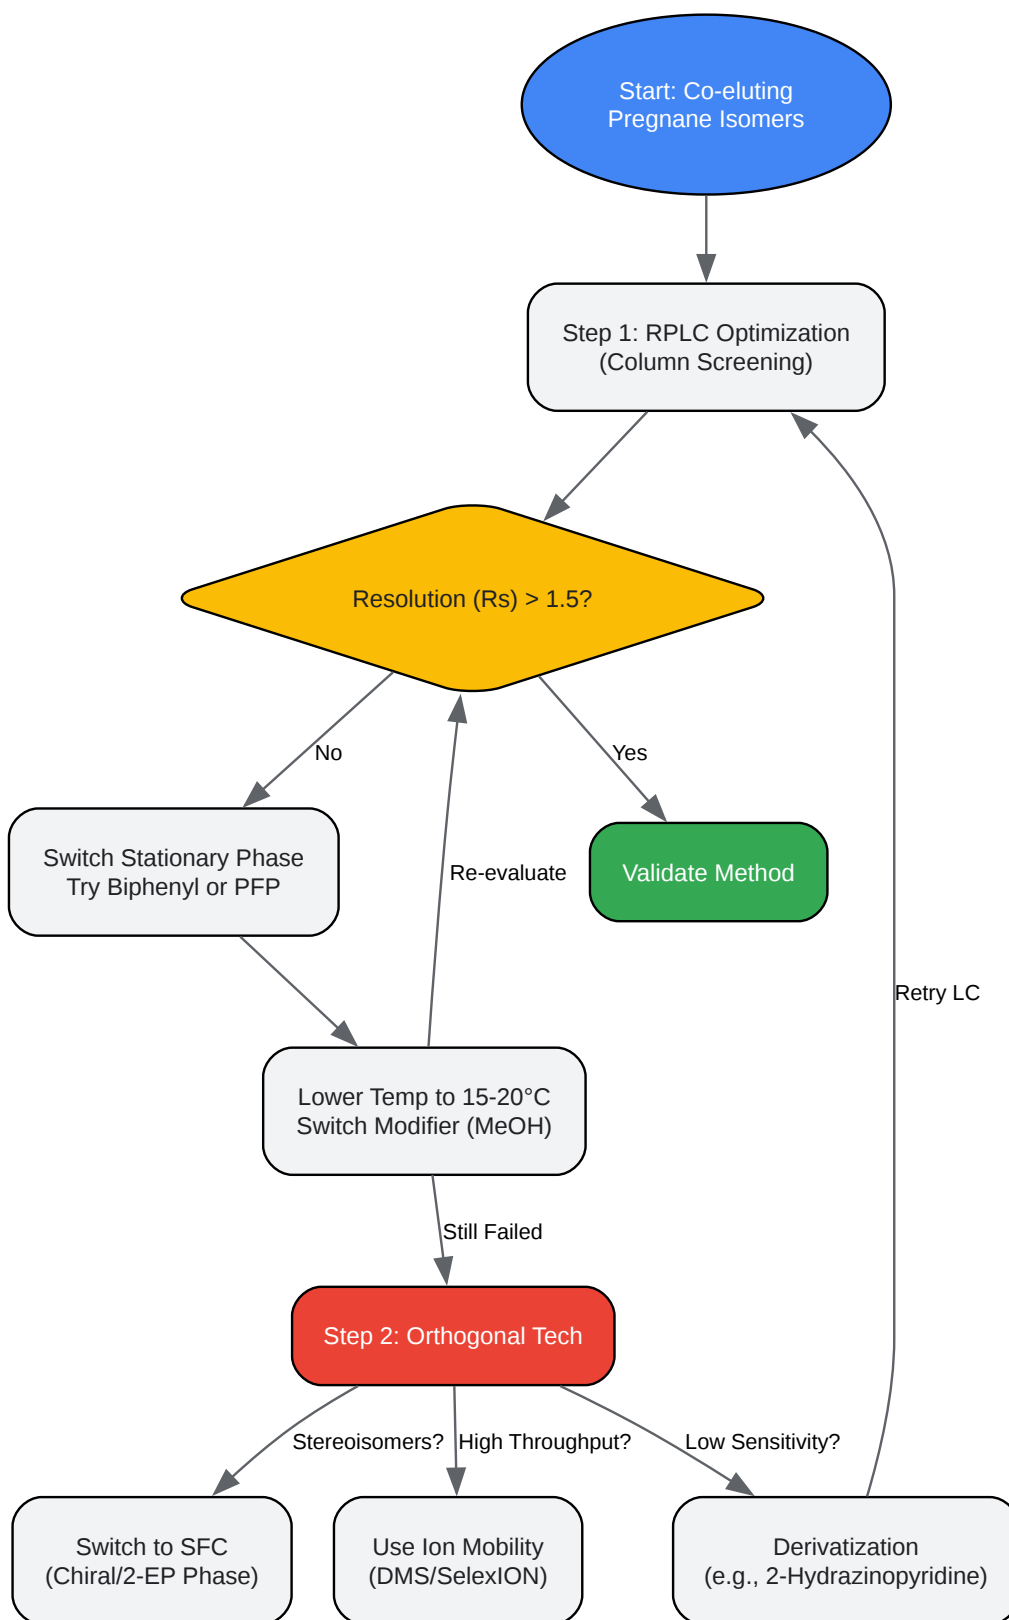 Start: Co-eluting
Pregnane Isomers
Step 1: RPLC Optimization
(Column Screening)
Resolution (Rs) > 1.5?
No
Yes
Switch Stationary Phase
Try Biphenyl or PFP
Re-evaluate
Validate Method
Retry LC
Lower Temp to 15-20°C
Switch Modifier (MeOH)
Still Failed
Step 2: Orthogonal Tech
Stereoisomers?
High Throughput?
Low Sensitivity?
Switch to SFC
(Chiral/2-EP Phase)
Use Ion Mobility
(DMS/SelexION)
Derivatization
(e.g., 2-Hydrazinopyridine)